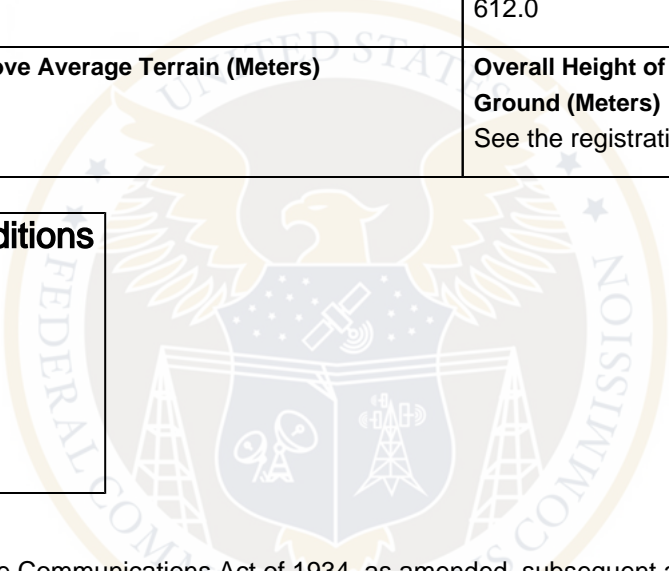 612.0
ove Average Terrain (Meters)
Overall Height of
Ground (Meters)
See the registrati
ditions
UNITED STATES
FEDERAL COMMUNICATIONS COMMISSION
e Communications Act of 1934, as amended, subsequent a